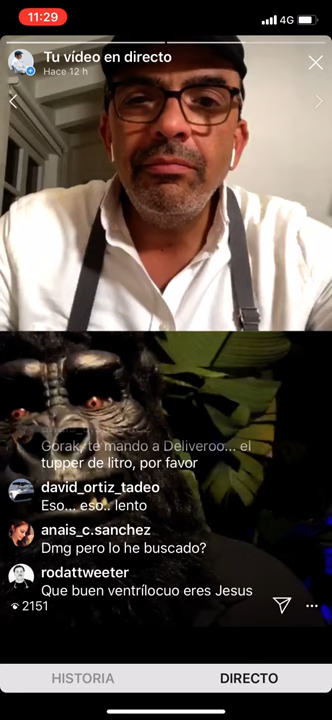 11:29
4G
Tu vídeo en directo
Hace 12 h
Gorak, te mando a Deliveroo... el
tupper de litro, por favor
david_ortiz_tadeo
Eso... eso.. lento
anais_c.sanchez
Dmg pero lo he buscado?
rodattweeter
Que buen ventrílocuo eres Jesus
2151
HISTORIA
DIRECTO